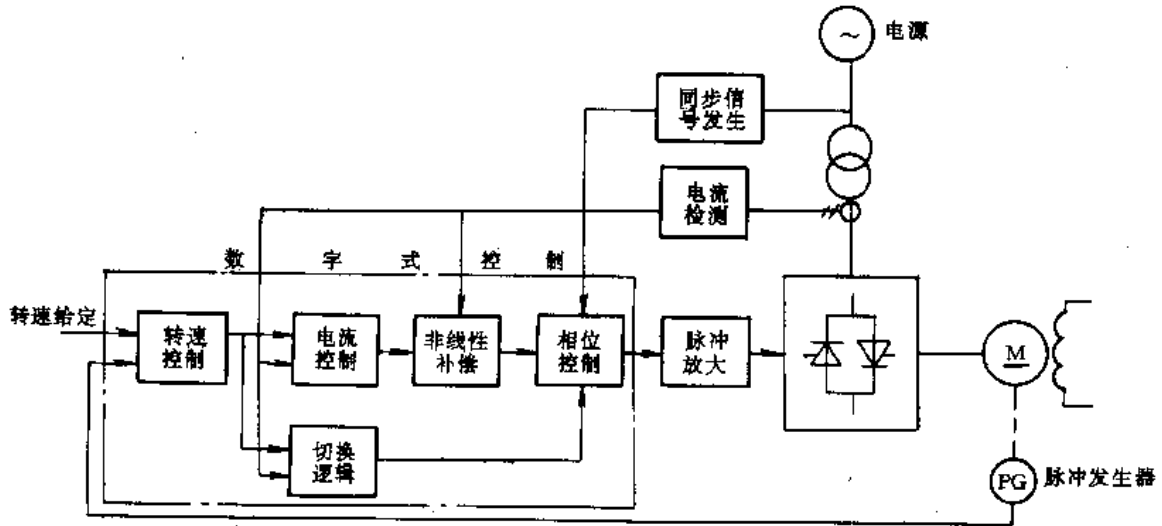 电源
~
同步信
号发生
电流
检测
数字式控制
转速给定
转速
控制
电流
控制
非线性
补偿
相位
控制
脉冲
放大
M
切换
逻辑
PG
脉冲发生器